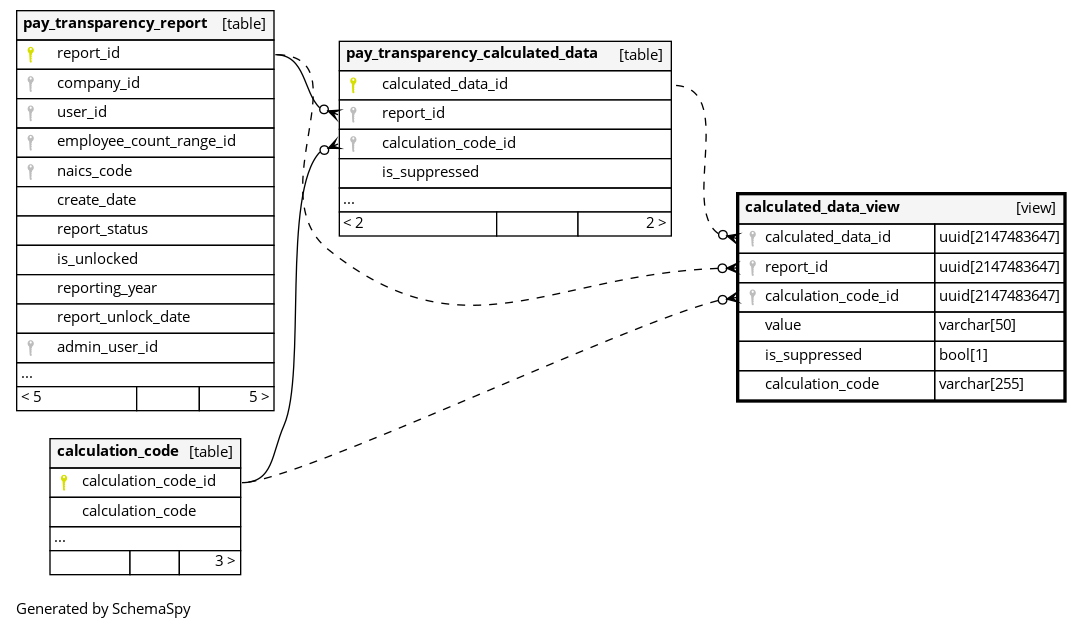 pay_transparency_report [table]
report_id
company_id
user_id
employee_count_range_id
naics_code
create_date
report_status
is_unlocked
reporting_year
report_unlock_date
admin_user_id
...
< 5 5 >
pay_transparency_calculated_data [table]
calculated_data_id
report_id
calculation_code_id
is_suppressed
...
< 2 2 >
calculated_data_view [view]
calculated_data_id uuid[2147483647]
report_id uuid[2147483647]
calculation_code_id uuid[2147483647]
value varchar[50]
is_suppressed bool[1]
calculation_code varchar[255]
calculation_code [table]
calculation_code_id
calculation_code
...
3 >
Generated by SchemaSpy